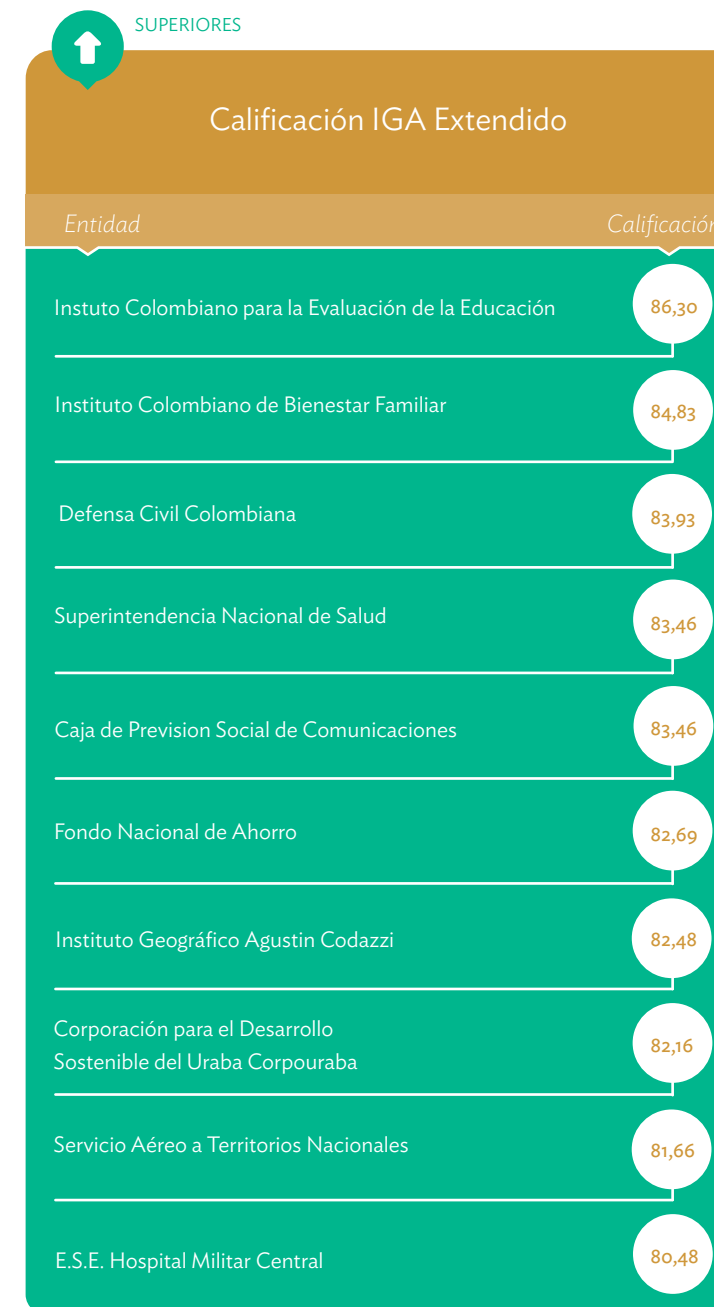 SUPERIORES
Calificación IGA Extendido
Entidad Calificación
Instuto Colombiano para la Evaluación de la Educación 86,30
Instituto Colombiano de Bienestar Familiar 84,83
Defensa Civil Colombiana 83,93
Superintendencia Nacional de Salud 83,46
Caja de Prevision Social de Comunicaciones 83,46
Fondo Nacional de Ahorro 82,69
Instituto Geográfico Agustin Codazzi 82,48
Corporación para el Desarrollo
Sostenible del Uraba Corpouraba 82,16
Servicio Aéreo a Territorios Nacionales 81,66
E.S.E. Hospital Militar Central 80,48